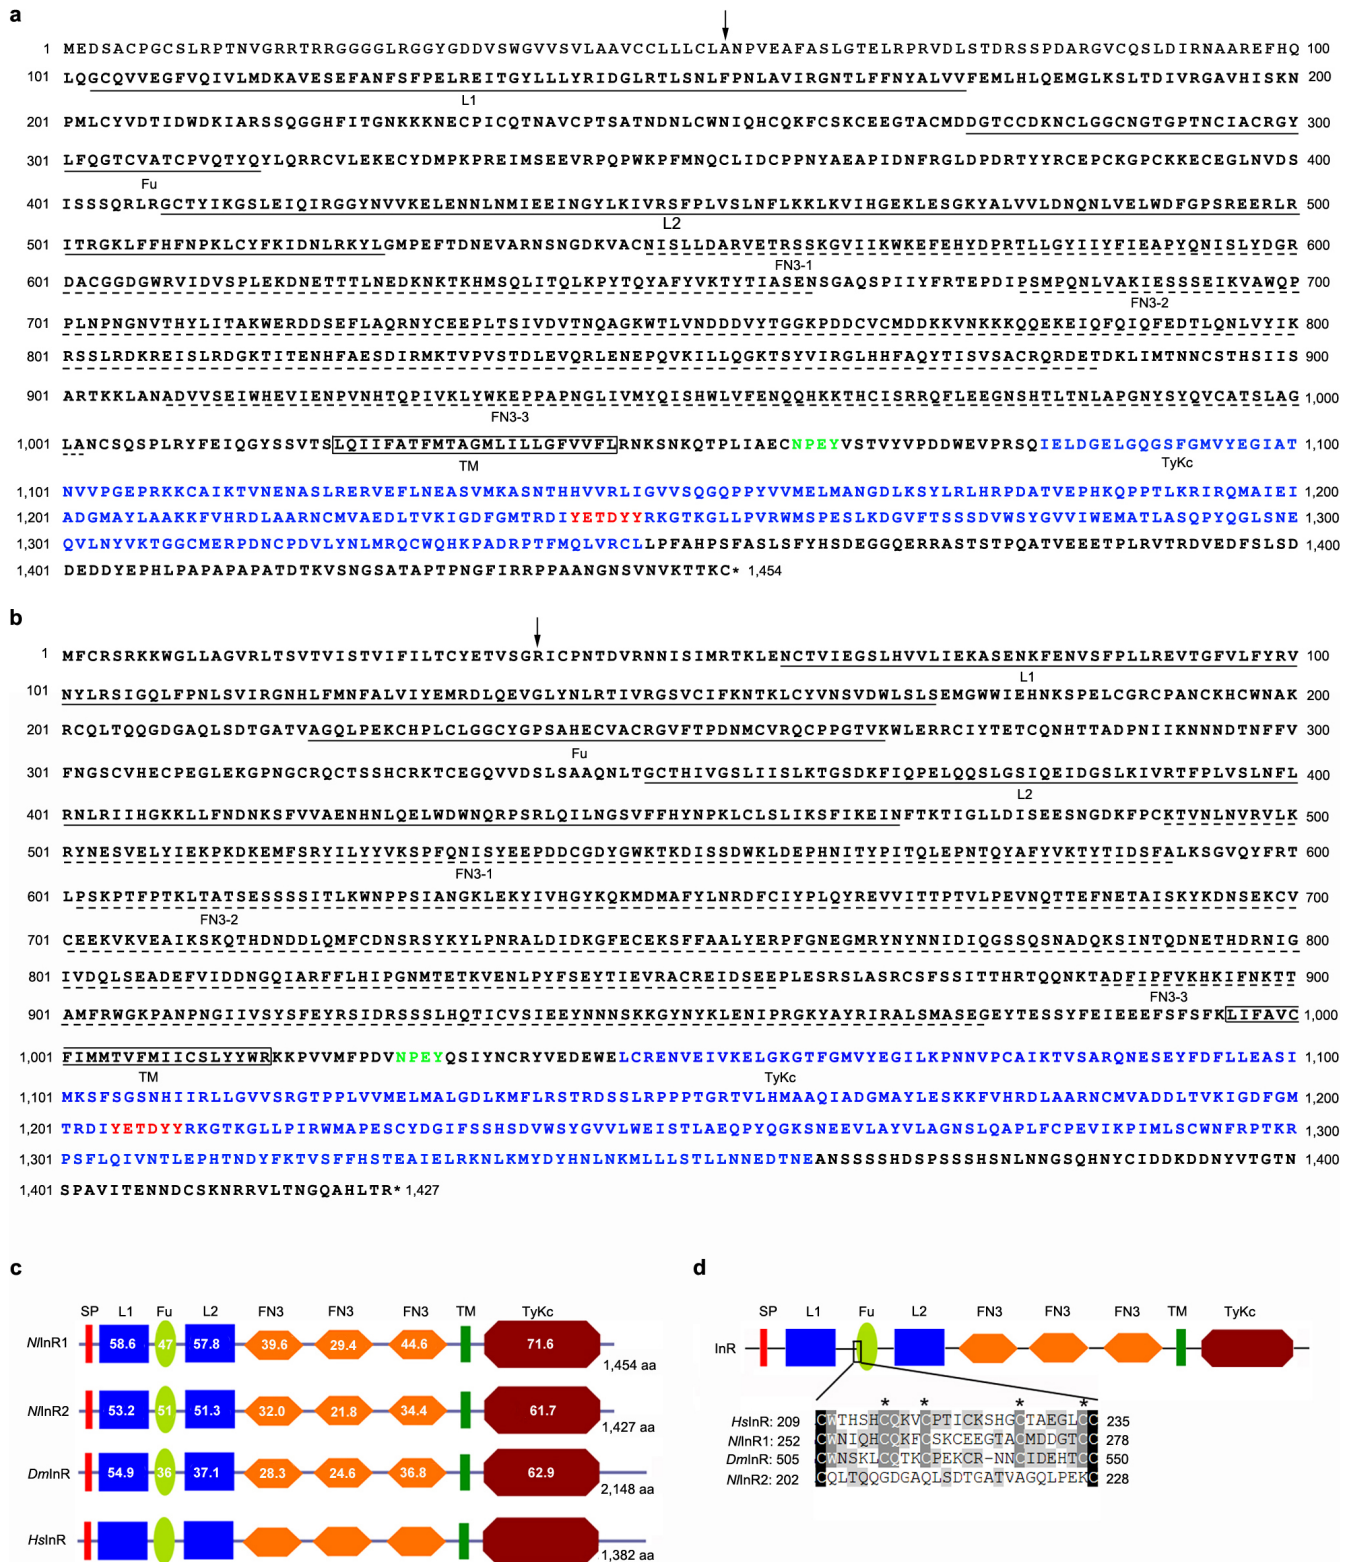 a
1 MEDSACPGCSLRPTNVGRRTRRGGGGLRGGYGDDVSWGVVSVLAAVCCLLLCLANPVEAFASLGTELRPRVDLSTDRSSPDARGVCQSLDIRNAAREFHQ 100
101 LQGCQVVEGFVQIVLMDKAVESEFANFSFPELREITGYLLLYRIDGLRTLSNLFPNLAVIRGNTLFFNYALVVFEMLHLQEMGLKSLTDIVRGAVHISKN 200
L1
201 PMLCYVDTIDWDKIARSSQGGHFITGNKKKNECPICQTNAVCPTSATNDNLCWNIQHCQKFCSKCEEGTACMDDGTCCDKNCLGGCNGTGPTNCIACRGY 300
301 LFQGTCVATCPVQTYQYLQRRCVLEKECYDMPKPREIMSEEVRPQPWKPFMNQCLIDCPPNYAEAPIDNFRGLDPDRTYYRCEPCKGPCKKECEGLNVDS 400
Fu
401 ISSSQRLRGCTYIKGSLEIQIRGGYNVVKELENNLNMIEEINGYLKIVRSFPLVSLNFLKKLKVIHGEKLESGKYALVVLDNQNLVELWDFGPSREERLR 500
L2
501 ITRGKLFFHFNPKLCYFKIDNLRKYLGMPEFTDNEVARNSNGDKVACNISLLDARVETRSSKGVIIKWKEFEHYDPRTLLGYIIYFIEAPYQNISLYDGR 600
FN3-1
601 DACGGDGWRVIDVSPLEKDNETTTLNEDKNKTKHMSQLITQLKPYTQYAFYVKTYTIASENSGAQSPIIYFRTEPDIPSMPQNLVAKIESSSEIKVAWQP 700
FN3-2
701 PLNPNGNVTHYLITAKWERDDSEFLAQRNYCEEPLTSIVDVTNQAGKWTLVNDDDVYTGGKPDDCVCMDDKKVNKKKQQEKEIQFQIQFEDTLQNLVYIK 800
801 RSSLRDKREISLRDGKTITENHFAESDIRMKTVPVSTDLEVQRLENEPQVKILLQGKTSYVIRGLHHFAQYTISVSACRQRDETDKLIMTNNCSTHSIIS 900
901 ARTKKLANADVVSEIWHEVIENPVNHTQPIVKLYWKEPPAPNGLIVMYQISHWLVFENQQHKKTHCISRRQFLEEGNSHTLTNLAPGNYSYQVCATSLAG 1,000
FN3-3
1,001 LANCSQSPLRYFEIQGYSSVTSLQIIFATFMTAGMLILLGFVVFLRNKSNKQTPLIAECNPEYVSTVYVPDDWEVPRSQIELDGELGQGSFGMVYEGIAT 1,100
TM TyKc
1,101 NVVPGEPRKKCAIKTVNENASLRERVEFLNEASVMKASNTHHVVRLIGVVSQGQPPYVVMELMANGDLKSYLRLHRPDATVEPHKQPPTLKRIRQMAIEI 1,200
1,201 ADGMAYLAAKKFVHRDLAARNCMVAEDLTVKIGDFGMTRDIYETDYYRKGTKGLLPVRWMSPESLKDGVFTSSSDVWSYGVVIWEMATLASQPYQGLSNE 1,300
1,301 QVLNYVKTGGCMERPDNCPDVLYNLMRQCWQHKPADRPTFMQLVRCLLPFAHPSFASLSFYHSDEGGQERRASTSTPQATVEEETPLRVTRDVEDFSLSD 1,400
1,401 DEDDYEPHLPAPAPAPATDTKVSNGSATAPTPNGFIRRPPAANGNSVNVKTTKC* 1,454
b
1 MFCRSRKKWGLLAGVRLTSVTVISTVIFILTCYETVSGRICPNTDVRNNISIMRTKLENCTVIEGSLHVVLIEKASENKFENVSFPLLREVTGFVLFYRV 100
L1
101 NYLRSIGQLFPNLSVIRGNHLFMNFALVIYEMRDLQEVGLYNLRTIVRGSVCIFKNTKLCYVNSVDWLSLSEMGWWIEHNKSPELCGRCPANCKHCWNAK 200
201 RCQLTQQGDGAQLSDTGATVAGQLPEKCHPLCLGGCYGPSAHECVACRGVFTPDNMCVRQCPPGTVKWLERRCIYTETCQNHTTADPNIIKNNNDTNFFV 300
Fu
301 FNGSCVHECPEGLEKGPNGCRQCTSSHCRKTCEGQVVDSLSAAQNLTGCTHIVGSLIISLKTGSDKFIQPELQQSLGSIQEIDGSLKIVRTFPLVSLNFL 400
L2
401 RNLRIIHGKKLLFNDNKSFVVAENHNLQELWDWNQRPSRLQILNGSVFFHYNPKLCLSLIKSFIKEINFTKTIGLLDISEESNGDKFPCKTVNLNVRVLK 500
501 RYNESVELYIEKPKDKEMFSRYILYYVKSPFQNISYEEPDDCGDYGWKTKDISSDWKLDEPHNITYPITQLEPNTQYAFYVKTYTIDSFALKSGVQYFRT 600
FN3-1
601 LPSKPTFPTKLTATSESSSSITLKWNPPSIANGKLEKYIVHGYKQKMDMAFYLNRDFCIYPLQYREVVITTPTVLPEVNQTTEFNETAISKYKDNSEKCV 700
FN3-2
701 CEEKVKVEAIKSKQTHDNDDLQMFCDNSRSYKYLPNRALDIDKGFECEKSFFAALYERPFGNEGMRYNYNNIDIQGSSQSNADQKSINTQDNETHDRNIG 800
801 IVDQLSEADEFVIDDNGQIARFFLHIPGNMTETKVENLPYFSEYTIEVRACREIDSEEPLESRSLASRCSFSSITTHRTQQNKTADFIPFVKHKIFNKTT 900
FN3-3
901 AMFRWGKPANPNGIIVSYSFEYRSIDRSSSLHQTICVSIEEYNNNSKKGYNYKLENIPRGKYAYRIRALSMASEGEYTESSYFEIEEEFSFSFKLIFAVC 1,000
1,001 FIMMTVFMIICSLYYWRKKPVVMFPDVNPEYQSIYNCRYVEDEWELCRENVEIVKELGKGTFGMVYEGILKPNNVPCAIKTVSARQNESEYFDFLLEASI 1,100
TM TyKc
1,101 MKSFSGSNHIIRLLGVVSRGTPPLVVMELMALGDLKMFLRSTRDSSLRPPPTGRTVLHMAAQIADGMAYLESKKFVHRDLAARNCMVADDLTVKIGDFGM 1,200
1,201 TRDIYETDYYRKGTKGLLPIRWMAPESCYDGIFSSHSDVWSYGVVLWEISTLAEQPYQGKSNEEVLAYVLAGNSLQAPLFCPEVIKPIMLSCWNFRPTKR 1,300
1,301 PSFLQIVNTLEPHTNDYFKTVSFFHSTEAIELRKNLKMYDYHNLNKMLLLSTLLNNEDTNEANSSSSHDSPSSSHSNLNNGSQHNYCIDDKDDNYVTGTN 1,400
1,401 SPAVITENNDCSKNRRVLTNGQAHLTR* 1,427
c
SP L1 Fu L2 FN3 FN3 FN3 TM TyKc
NlInR1 58.6 47 57.8 39.6 29.4 44.6 71.6 1,454 aa
NlInR2 53.2 51 51.3 32.0 21.8 34.4 61.7 1,427 aa
DmInR 54.9 36 37.1 28.3 24.6 36.8 62.9 2,148 aa
HsInR 1,382 aa
d
SP L1 Fu L2 FN3 FN3 FN3 TM TyKc
InR
* * * *
HsInR: 209 CWTHSHCQKVCPTICKSHGCTAEGLCC 235
NlInR1: 252 CWNIQHCQKFCSKCEEGTACMDDGTCC 278
DmInR: 505 CWNSKLCQTKCPEKCR-NNCIDEHTCC 550
NlInR2: 202 CQLTQQGDGAQLSDTGATVAGQLPEKC 228